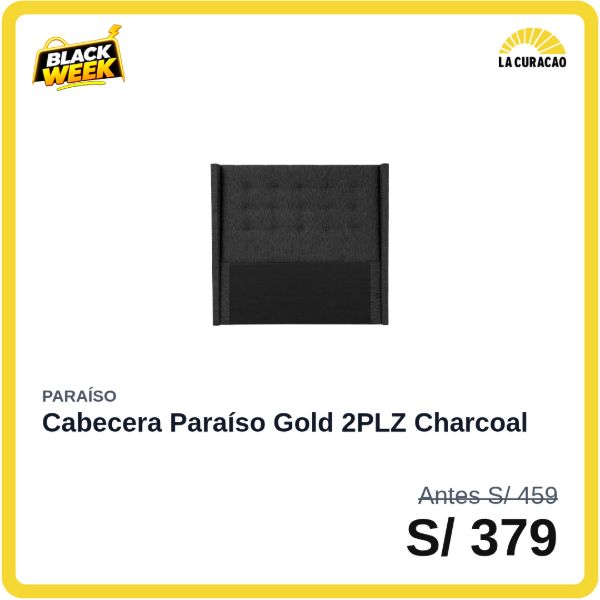 BLACK
WEEK
LA CURACAO
PARAÍSO
Cabecera Paraíso Gold 2PLZ Charcoal
Antes S/ 459
S/ 379